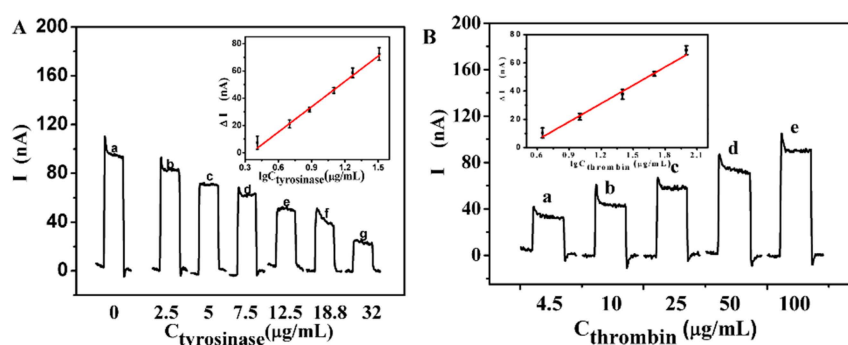 A
200
160
120
80
40
0
I (nA)
a
b
c
d
e
f
g
0 2.5 5 7.5 12.5 18.8 32
Ctyrosinase(μg/mL)
80
60
40
20
0
Δ I (nA)
0.3 0.6 0.9 1.2 1.5
lgCtyrosinase(μg/mL)
B
200
160
120
80
40
0
I (nA)
a
b
c
d
e
4.5 10 25 50 100
Cthrombin (μg/mL)
80
60
40
20
0
Δ I (nA)
0.6 0.9 1.2 1.5 1.8 2.1
lgCthrombin(μg/mL)